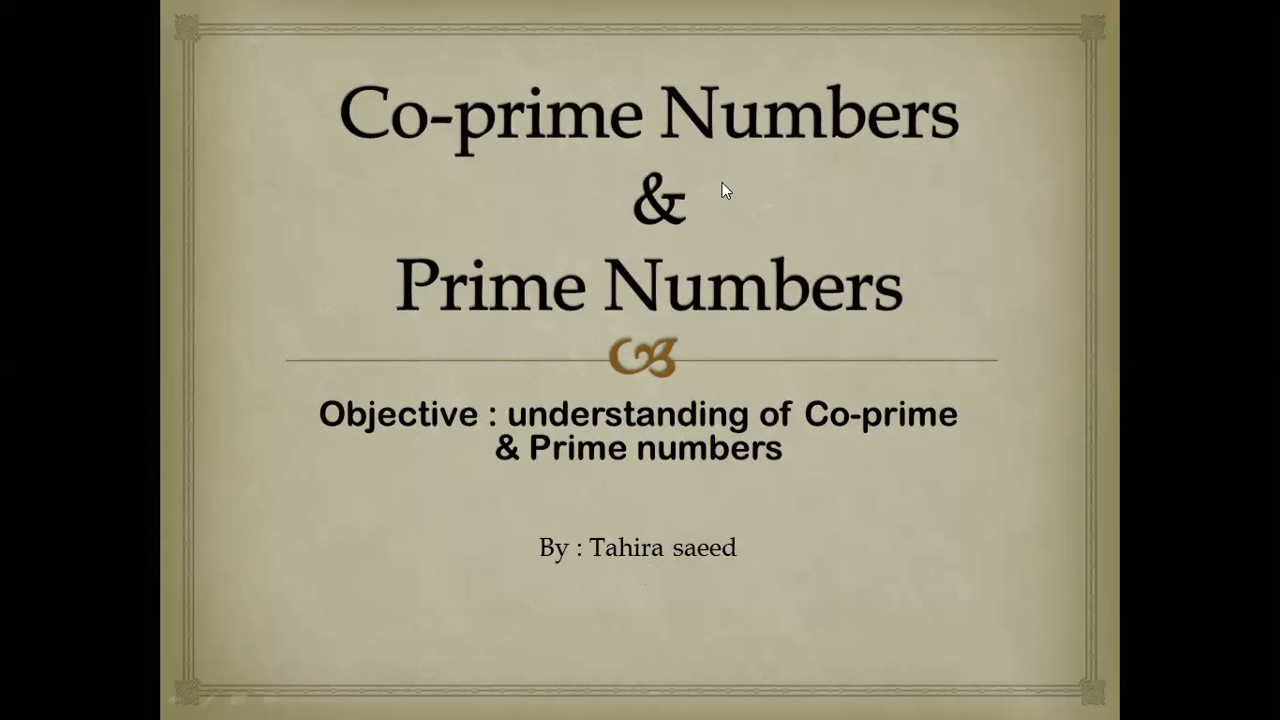 Co-prime Numbers
&
Prime Numbers
Objective : understanding of Co-prime
& Prime numbers
By : Tahira saeed